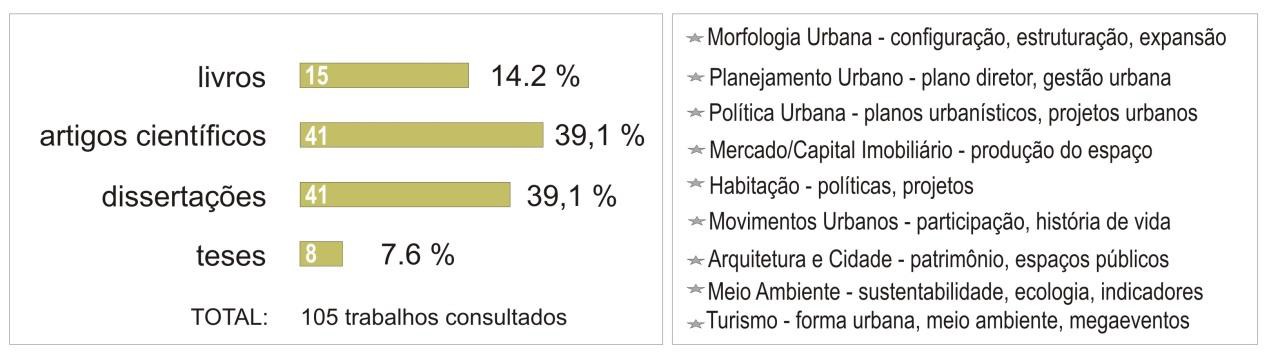 livros 15 14.2 %
artigos científicos 41 39,1 %
dissertações 41 39,1 %
teses 8 7.6 %
TOTAL: 105 trabalhos consultados
Morfologia Urbana - configuração, estruturação, expansão
Planejamento Urbano - plano diretor, gestão urbana
Política Urbana - planos urbanísticos, projetos urbanos
Mercado/Capital Imobiliário - produção do espaço
Habitação - políticas, projetos
Movimentos Urbanos - participação, história de vida
Arquitetura e Cidade - patrimônio, espaços públicos
Meio Ambiente - sustentabilidade, ecologia, indicadores
Turismo - forma urbana, meio ambiente, megaeventos